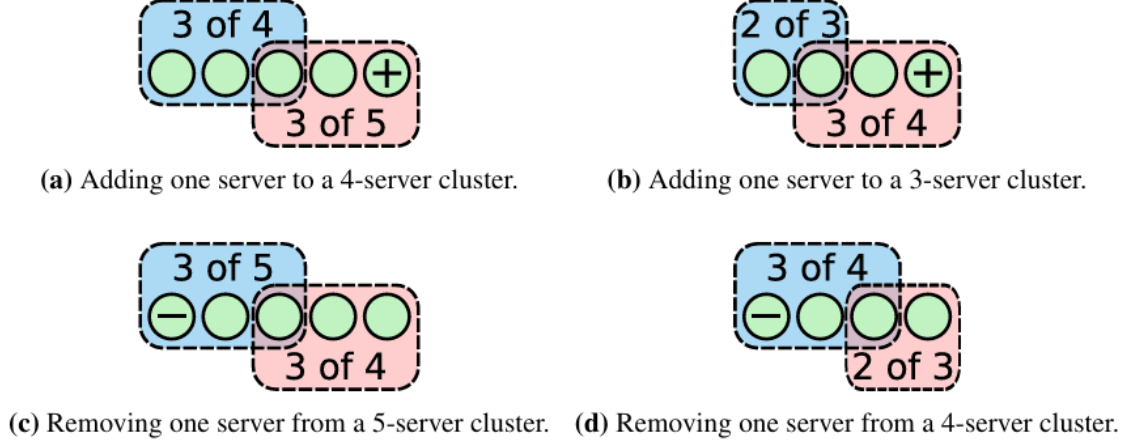 3 of 4
+
3 of 5
(a) Adding one server to a 4-server cluster.
2 of 3
+
3 of 4
(b) Adding one server to a 3-server cluster.
3 of 5
−
3 of 4
(c) Removing one server from a 5-server cluster.
3 of 4
−
2 of 3
(d) Removing one server from a 4-server cluster.